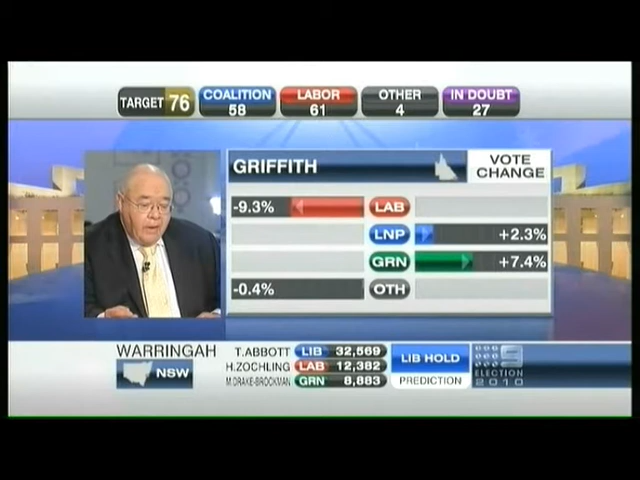 TARGET 76
COALITION
58
LABOR
61
OTHER
4
IN DOUBT
27
GRIFFITH
VOTE
CHANGE
-9.3% LAB
LNP +2.3%
GRN +7.4%
-0.4% OTH
WARRINGAH
NSW
T.ABBOTT LIB 32,569
H.ZOCHLING LAB 12,382
M.DRAKE-BROCKMAN GRN 8,883
LIB HOLD
PREDICTION
9
ELECTION
2010